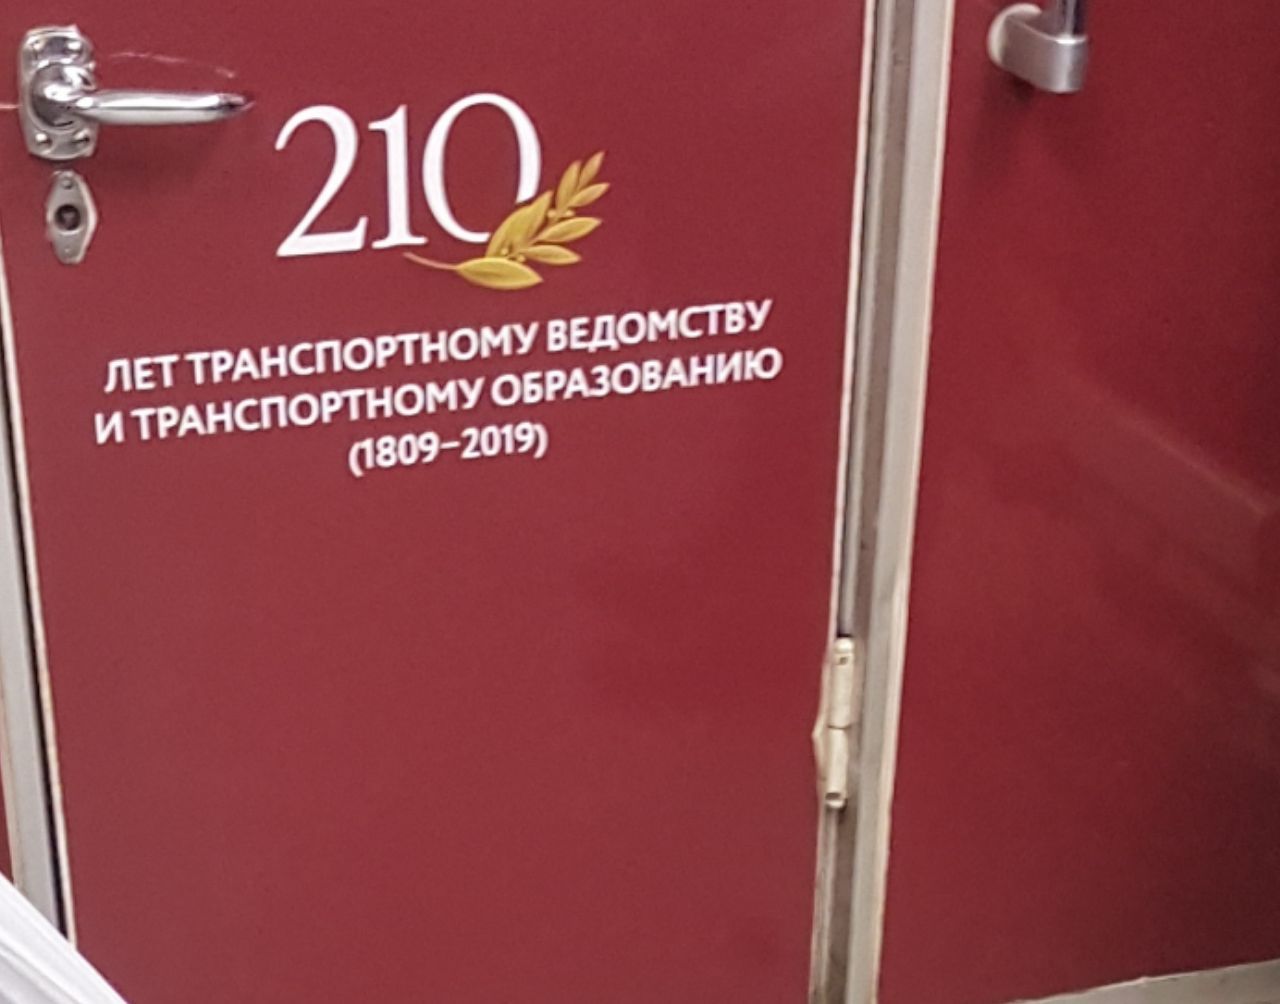 210
ЛЕТ ТРАНСПОРТНОМУ ВЕДОМСТВУ
И ТРАНСПОРТНОМУ ОБРАЗОВАНИЮ
(1809–2019)